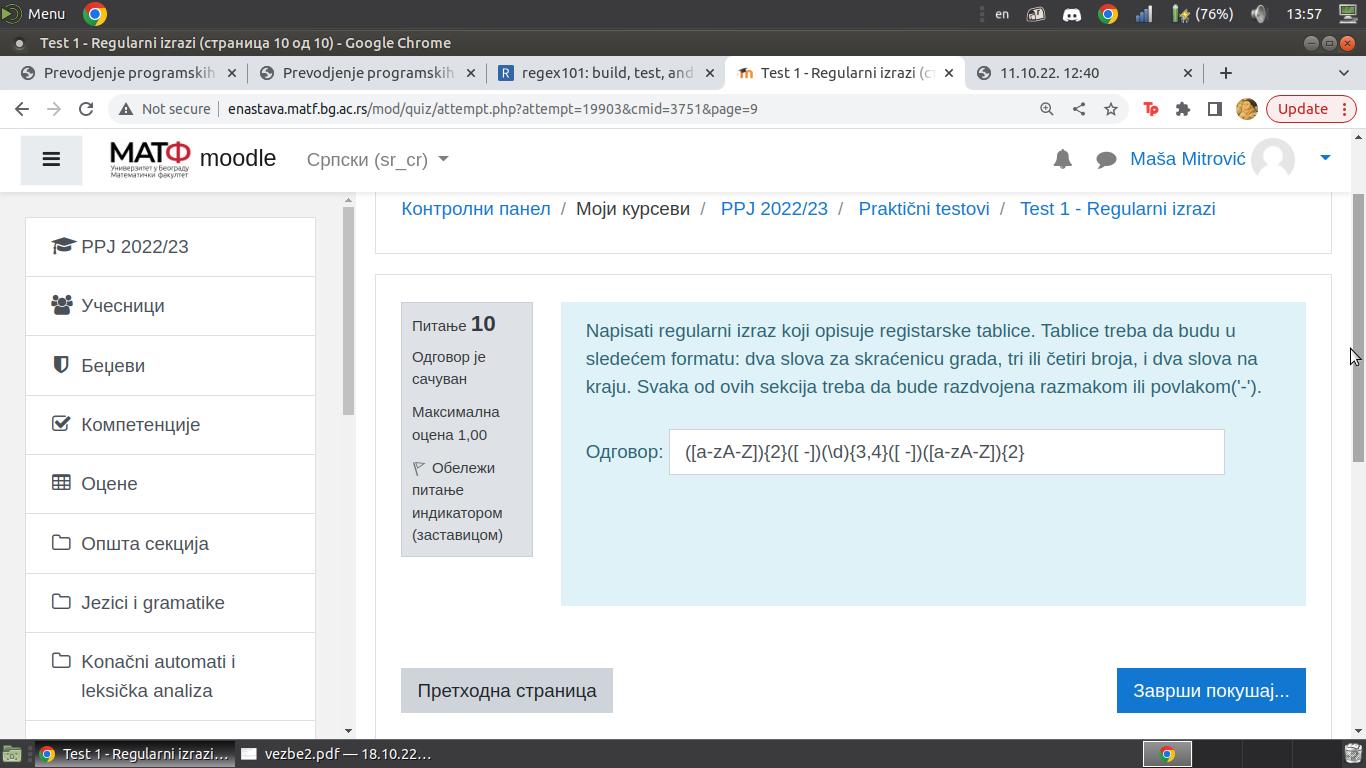 Menu
en
(76%)
13:57
Test 1 - Regularni izrazi (страница 10 од 10) - Google Chrome
Prevodjenje programskih
Prevodjenje programskih
regex101: build, test, and
Test 1 - Regularni izrazi (ст
11.10.22. 12:40
Not secure
enastava.matf.bg.ac.rs/mod/quiz/attempt.php?attempt=19903&cmid=3751&page=9
Update
МАТФ
Универзитет у Београду
Математички факултет
moodle
Српски (sr_cr)
Maša Mitrović
Контролни панел / Моји курсеви / PPJ 2022/23 / Praktični testovi / Test 1 - Regularni izrazi
PPJ 2022/23
Учесници
Беџеви
Компетенције
Оцене
Општа секција
Jezici i gramatike
Konačni automati i
leksička analiza
Питање 10
Одговор је
сачуван
Максимална
оцена 1,00
Обележи
питање
индикатором
(заставицом)
Napisati regularni izraz koji opisuje registarske tablice. Tablice treba da budu u
sledećem formatu: dva slova za skraćenicu grada, tri ili četiri broja, i dva slova na
kraju. Svaka od ovih sekcija treba da bude razdvojena razmakom ili povlakom('-').
Одговор:
([a-zA-Z]){2}([ -])(\d){3,4}([ -])([a-zA-Z]){2}
Претходна страница
Заврши покушај...
Test 1 - Regularni izrazi...
vezbe2.pdf — 18.10.22...